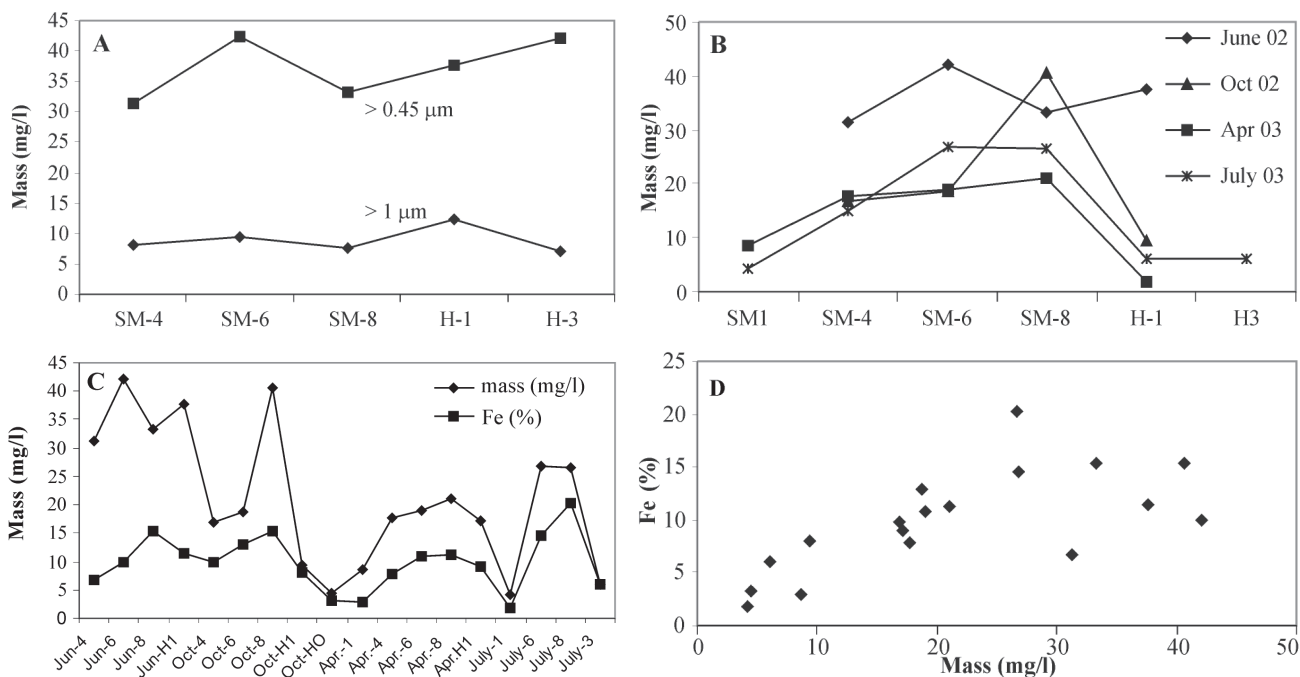 A
45
40
35
30
25
20
15
10
5
0
Mass (mg/l)
> 0.45 µm
> 1 µm
SM-4 SM-6 SM-8 H-1 H-3
B
50
40
30
20
10
0
Mass (mg/l)
June 02
Oct 02
Apr 03
July 03
SM1 SM-4 SM-6 SM-8 H-1 H3
C
45
40
35
30
25
20
15
10
5
0
Mass (mg/l)
mass (mg/l)
Fe (%)
Jun-4 Jun-6 Jun-8 Jun-H1 Oct-4 Oct-6 Oct-8 Oct-H1 Oct-HO Apr.-1 Apr.-4 Apr.-6 Apr.-8 Apr.H1 July-1 July-6 July-8 July-3
D
25
20
15
10
5
0
Fe (%)
0 10 20 30 40 50
Mass (mg/l)